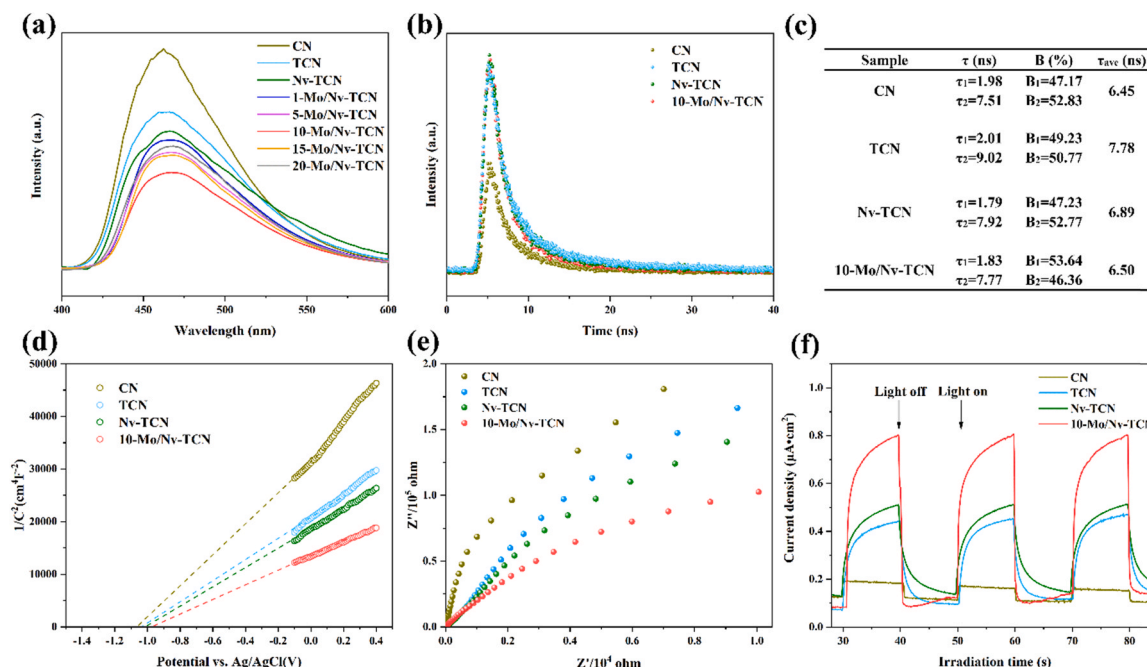 (a)
CN
TCN
Nv-TCN
1-Mo/Nv-TCN
5-Mo/Nv-TCN
10-Mo/Nv-TCN
15-Mo/Nv-TCN
20-Mo/Nv-TCN
Intensity (a.u.)
400 450 500 550 600
Wavelength (nm)
(b)
CN
TCN
Nv-TCN
10-Mo/Nv-TCN
Intensity (a.u.)
0 10 20 30 40
Time (ns)
(c)
Sample τ (ns) B (%) τave (ns)
CN τ1=1.98 B1=47.17 6.45
τ2=7.51 B2=52.83
TCN τ1=2.01 B1=49.23 7.78
τ2=9.02 B2=50.77
Nv-TCN τ1=1.79 B1=47.23 6.89
τ2=7.92 B2=52.77
10-Mo/Nv-TCN τ1=1.83 B1=53.64 6.50
τ2=7.77 B2=46.36
(d)
50000
40000
30000
20000
10000
0
CN
TCN
Nv-TCN
10-Mo/Nv-TCN
1/C²(cm⁴F⁻²)
-1.4 -1.2 -1.0 -0.8 -0.6 -0.4 -0.2 0.0 0.2 0.4
Potential vs. Ag/AgCl(V)
(e)
2.0
1.5
1.0
0.5
0.0
CN
TCN
Nv-TCN
10-Mo/Nv-TCN
Z''/10⁵ ohm
0.0 0.2 0.4 0.6 0.8 1.0
Z'/10⁴ ohm
(f)
1.0
0.8
0.6
0.4
0.2
0.0
Light off Light on
CN
TCN
Nv-TCN
10-Mo/Nv-TCN
Current density (μA•cm²)
30 40 50 60 70 80
Irradiation time (s)